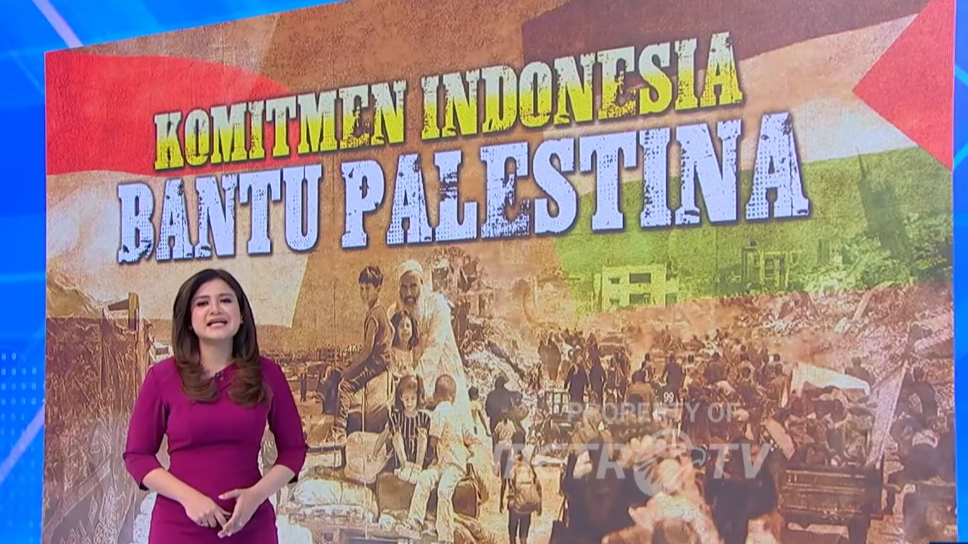 KOMITMEN INDONESIA
BANTU PALESTINA
PROPERTY OF
METRO TV